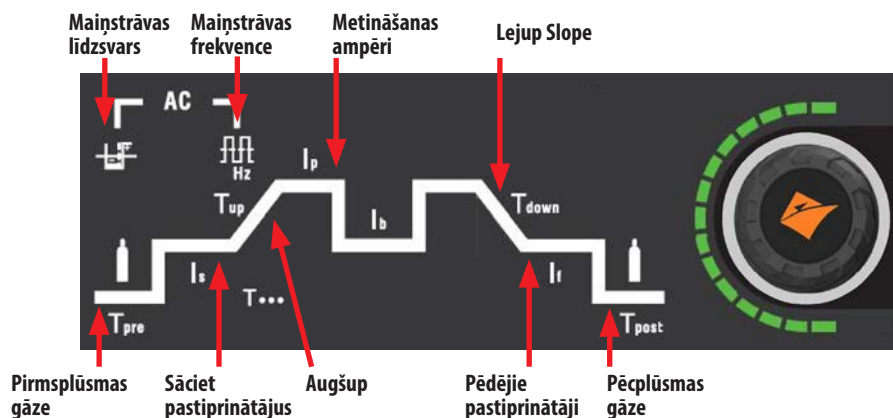 Maiņstrāvas
līdzsvars
Maiņstrāvas
frekvence
Metināšanas
ampēri
Lejup Slope
AC
Hz
Ip
Tup
Tdown
Ib
Is
If
T•••
Tpre
Tpost
Pirmsplūsmas
gāze
Sāciet
pastiprinātājus
Augšup
Pēdējie
pastiprinātāji
Pēcplūsmas
gāze